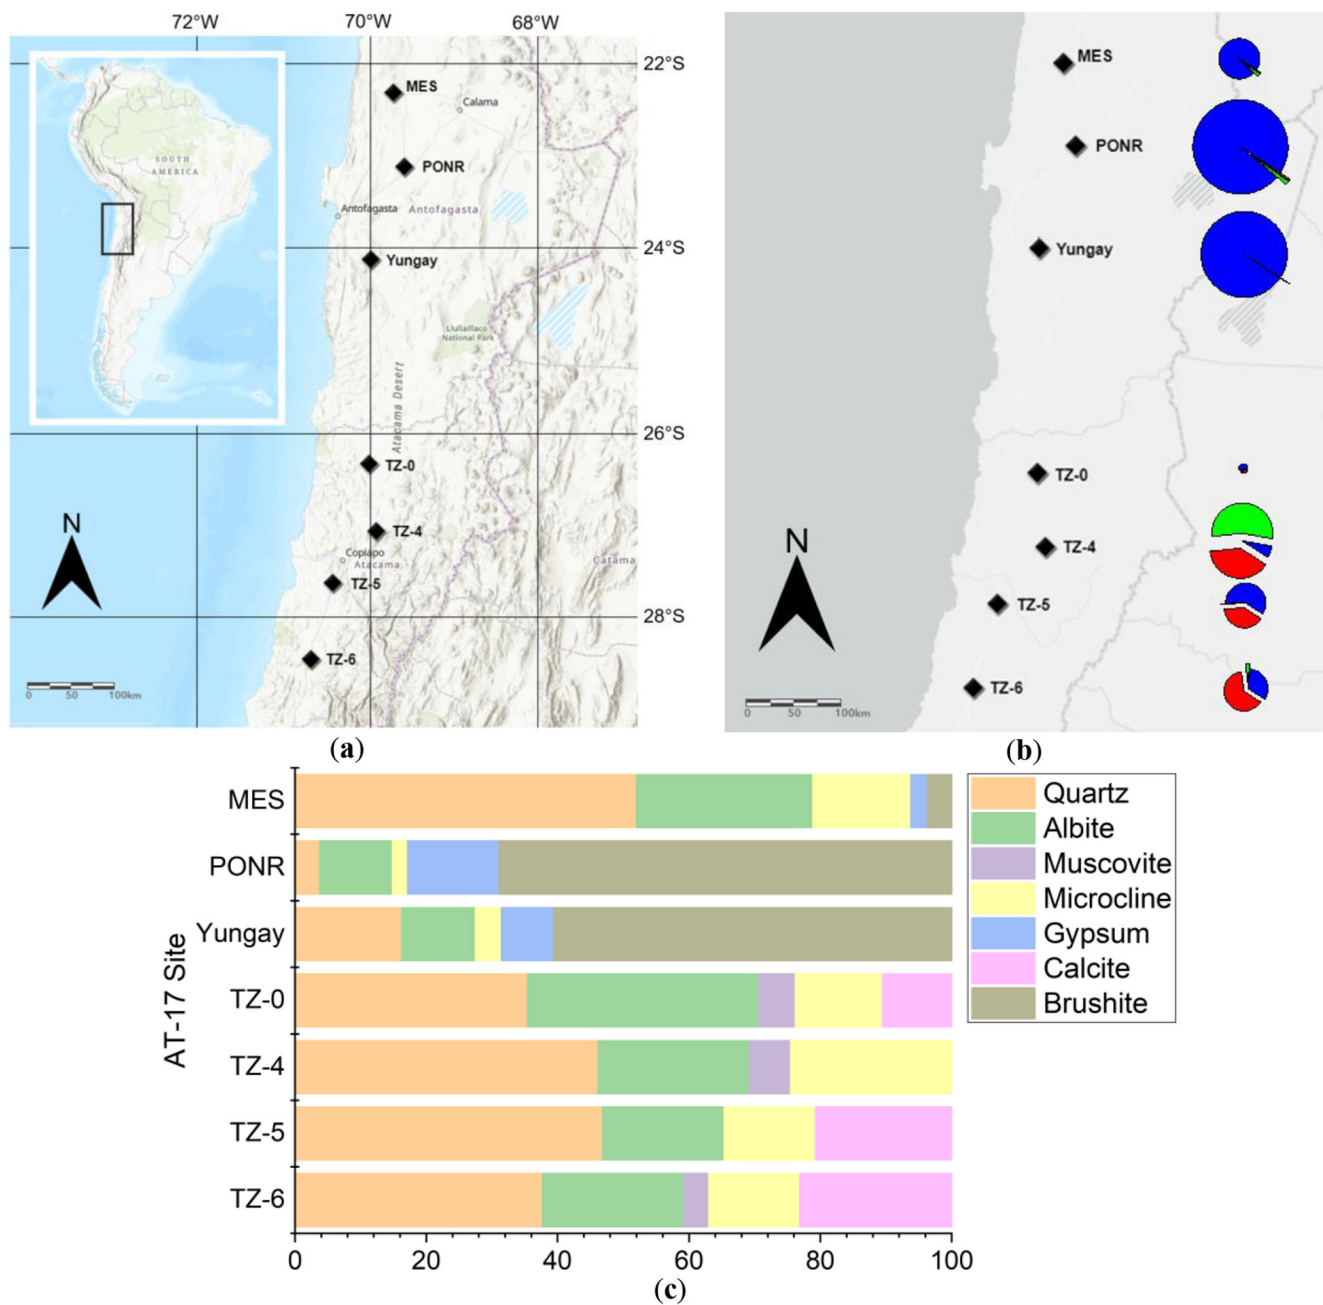 72°W 70°W 68°W
22°S
MES
Calama
SOUTH
AMERICA
PONR
Antofagasta Antofagasta
24°S
Yungay
Llullaillaco
National Park
Atacama Desert
26°S
TZ-0
N
TZ-4
Copiapo
Atacama
Catama
TZ-5
28°S
TZ-6
0 50 100km
(a)
MES
PONR
Yungay
TZ-0
N
TZ-4
TZ-5
TZ-6
0 50 100km
(b)
AT-17 Site
MES
PONR
Yungay
TZ-0
TZ-4
TZ-5
TZ-6
0 20 40 60 80 100
Quartz
Albite
Muscovite
Microcline
Gypsum
Calcite
Brushite
(c)